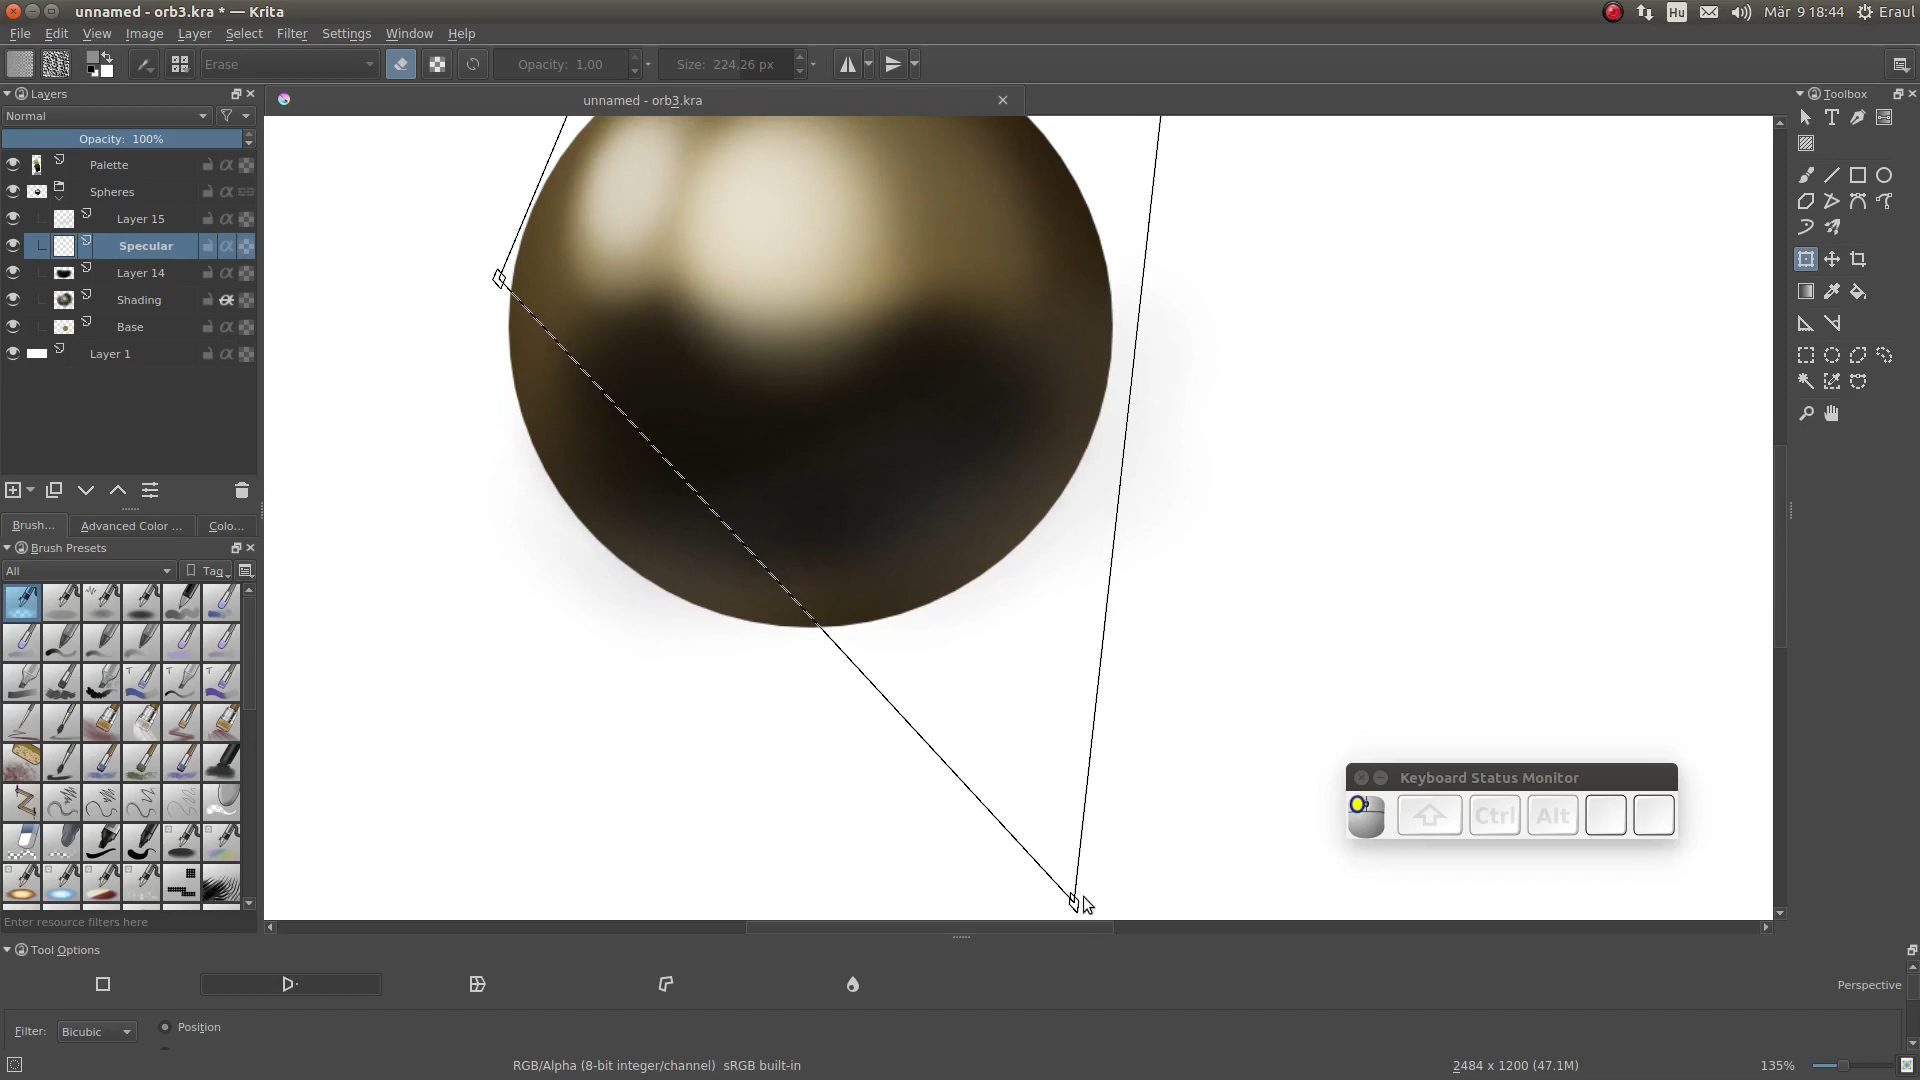 unnamed - orb3.kra * — Krita
Hu
Mär 9 18:44
Eraul
File Edit View Image Layer Select Filter Settings Window Help
Erase
Opacity: 1,00
Size: 224,26 px
Layers
unnamed - orb3.kra
Toolbox
Normal
Opacity: 100%
Palette
Spheres
Layer 15
Specular
Layer 14
Shading
Base
Layer 1
Brush...
Advanced Color ...
Colo...
Brush Presets
All
Tag
Keyboard Status Monitor
Ctrl
Alt
Enter resource filters here
Tool Options
Perspective
Filter:
Bicubic
Position
RGB/Alpha (8-bit integer/channel) sRGB built-in
2484 x 1200 (47.1M)
135%